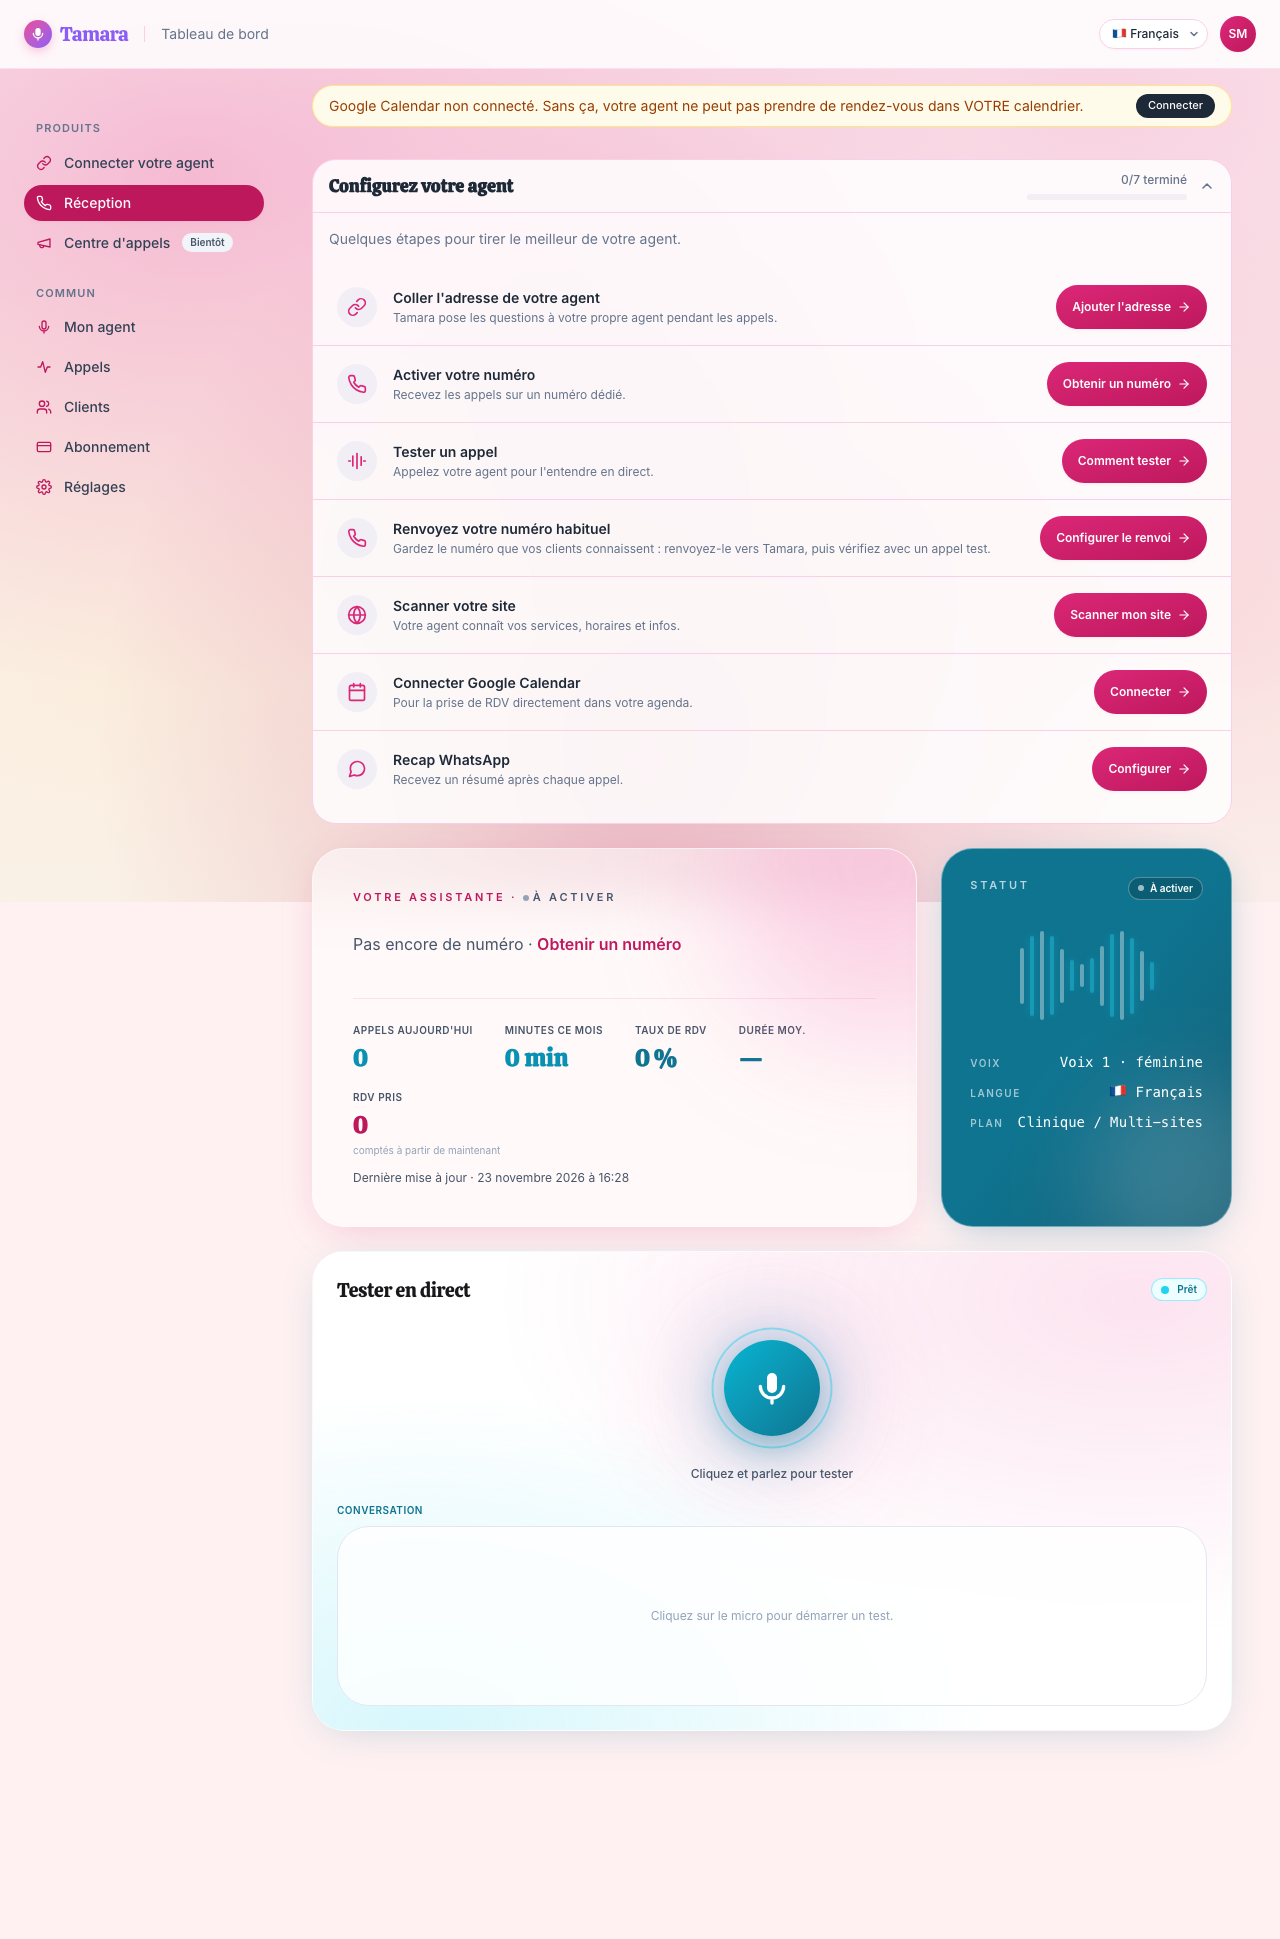 Tamara
Tableau de bord
🇫🇷 Français
SM
Google Calendar non connecté. Sans ça, votre agent ne peut pas prendre de rendez-vous dans VOTRE calendrier.
Connecter
PRODUITS
Connecter votre agent
Réception
Centre d'appels
Bientôt
COMMUN
Mon agent
Appels
Clients
Abonnement
Réglages
Configurez votre agent
0/7 terminé
Quelques étapes pour tirer le meilleur de votre agent.
Coller l'adresse de votre agent
Tamara pose les questions à votre propre agent pendant les appels.
Ajouter l'adresse →
Activer votre numéro
Recevez les appels sur un numéro dédié.
Obtenir un numéro →
Tester un appel
Appelez votre agent pour l'entendre en direct.
Comment tester →
Renvoyez votre numéro habituel
Gardez le numéro que vos clients connaissent : renvoyez-le vers Tamara, puis vérifiez avec un appel test.
Configurer le renvoi →
Scanner votre site
Votre agent connaît vos services, horaires et infos.
Scanner mon site →
Connecter Google Calendar
Pour la prise de RDV directement dans votre agenda.
Connecter →
Recap WhatsApp
Recevez un résumé après chaque appel.
Configurer →
VOTRE ASSISTANTE · À ACTIVER
Pas encore de numéro · Obtenir un numéro
APPELS AUJOURD'HUI
0
MINUTES CE MOIS
0 min
TAUX DE RDV
0 %
DURÉE MOY.
—
RDV PRIS
0
comptés à partir de maintenant
Dernière mise à jour · 23 novembre 2026 à 16:28
STATUT
À activer
VOIX Voix 1 · féminine
LANGUE 🇫🇷 Français
PLAN Clinique / Multi-sites
Tester en direct
Prêt
Cliquez et parlez pour tester
CONVERSATION
Cliquez sur le micro pour démarrer un test.